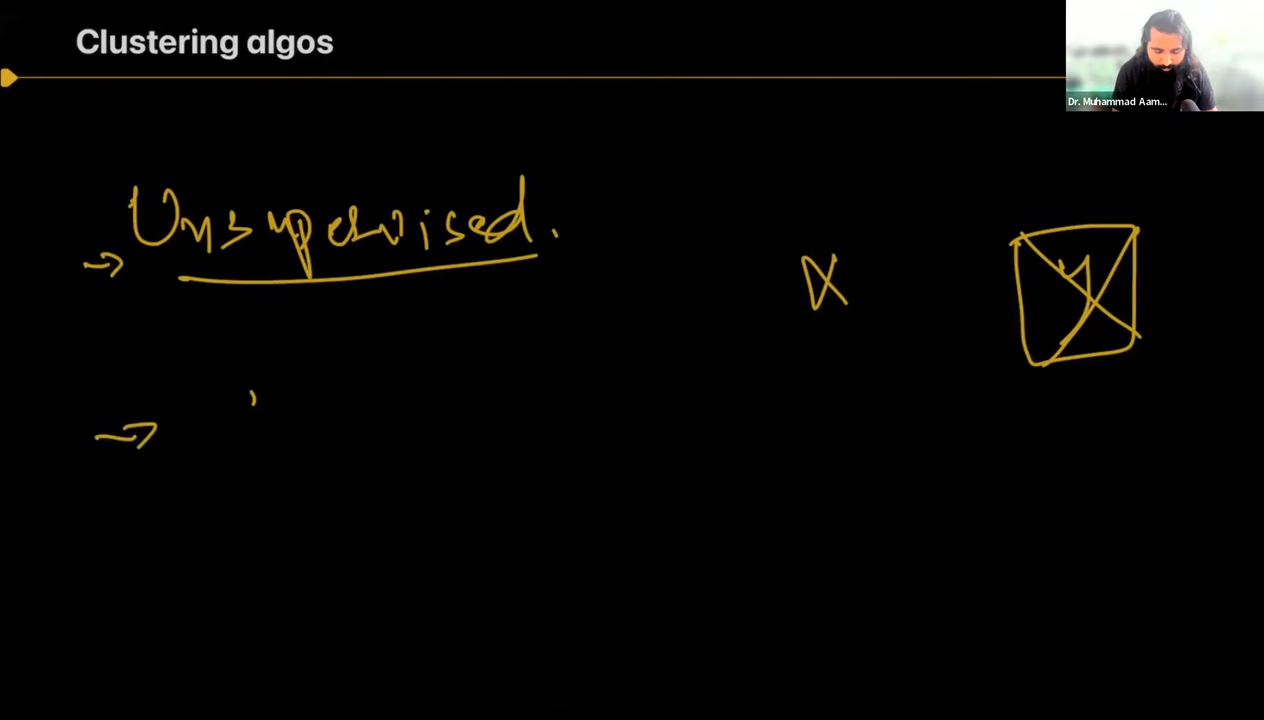 Clustering algos
Dr. Muhammad Aam...
→ Unsupervised.
X
y
→